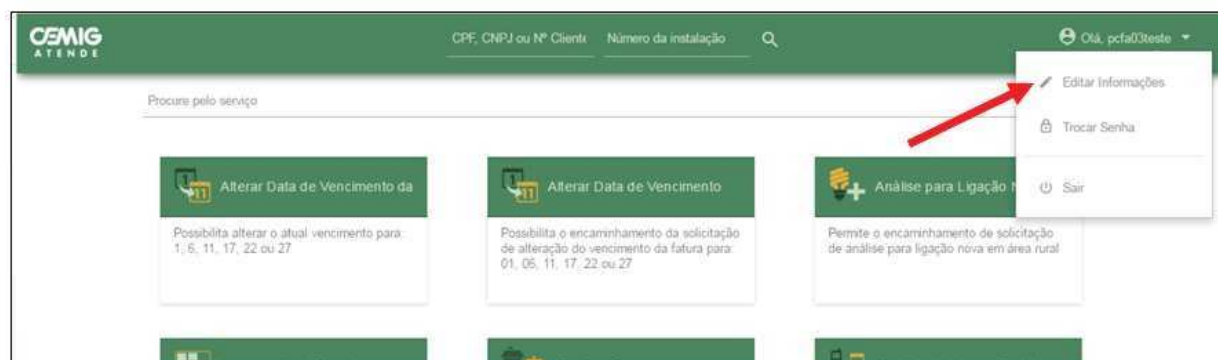 CEMIG
ATENDE
CPF, CNPJ ou Nº Cliente
Número da instalação
Olá, pcfa03teste
Editar Informações
Trocar Senha
Sair
Procure pelo serviço
Alterar Data de Vencimento da
Possibilita alterar o atual vencimento para:
1, 6, 11, 17, 22 ou 27
Alterar Data de Vencimento
Possibilita o encaminhamento da solicitação
de alteração do vencimento da fatura para:
01, 06, 11, 17, 22 ou 27
Análise para Ligação
Permite o encaminhamento de solicitação
de análise para ligação nova em área rural